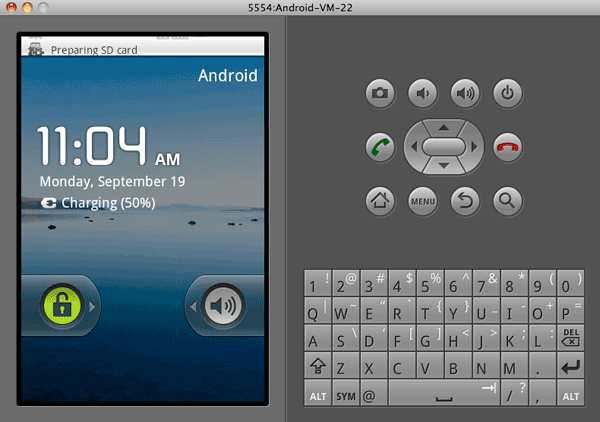 5554:Android-VM-22
Preparing SD card
Android
11:04 AM
Monday, September 19
Charging (50%)
MENU
1 ! 2 @ 3 # 4 $ 5 % 6 ^ 7 & 8 * 9 ( 0 )
Q | W ~ E “ R ` T { Y } U _ I - O + P =
A S \ D ' F [ G ] H < J > K ; L : DEL
Z X C V B N M .
ALT SYM @ / ? , ALT